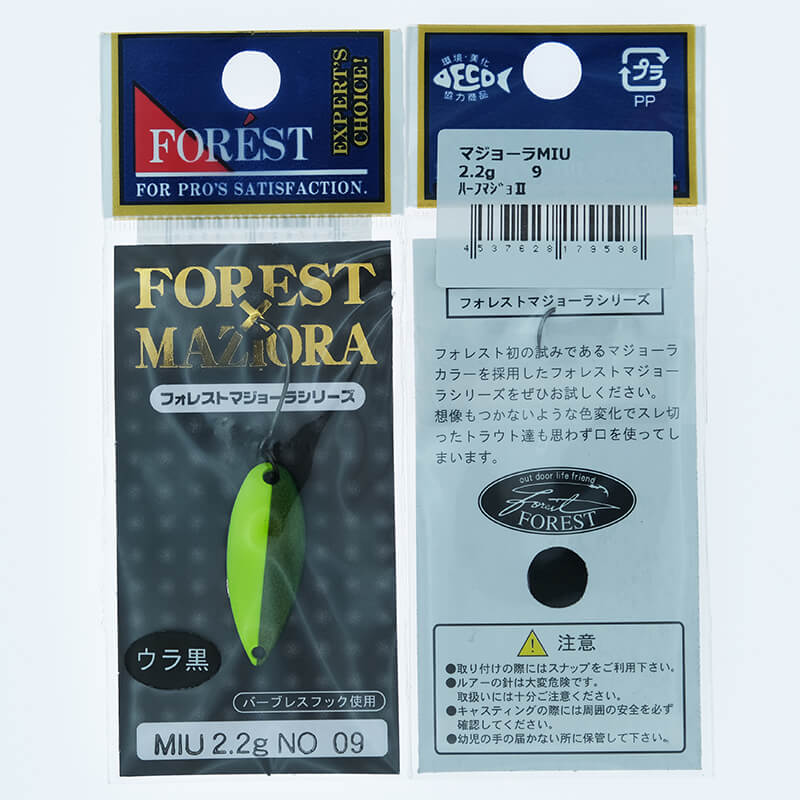 FORÉST
EXPERT'S
CHOICE!
FOR PRO'S SATISFACTION.
FOREST
×
MAZIORA
フォレストマジョーラシリーズ
ウラ黒
バーブレスフック使用
MIU 2.2g NO 09
環境・美化
ECO
協力商品
プラ
PP
マジョーラMIU
2.2g 9
ﾊｰﾌﾏｼﾞｮⅡ
4537628179598
フォレストマジョーラシリーズ
フォレスト初の試みであるマジョーラ
カラーを採用したフォレストマジョー
ラシリーズをぜひお試しください。
想像もつかないような色変化でスレ切
ったトラウト達も思わず口を使ってし
まいます。
out door life friend
Forest
FOREST
注意
●取り付けの際にはスナップをご利用下さい。
●ルアーの針は大変危険です。
取扱いには十分ご注意ください。
●キャスティングの際には周囲の安全を必ず
確認してください。
●幼児の手の届かない所に保管して下さい。